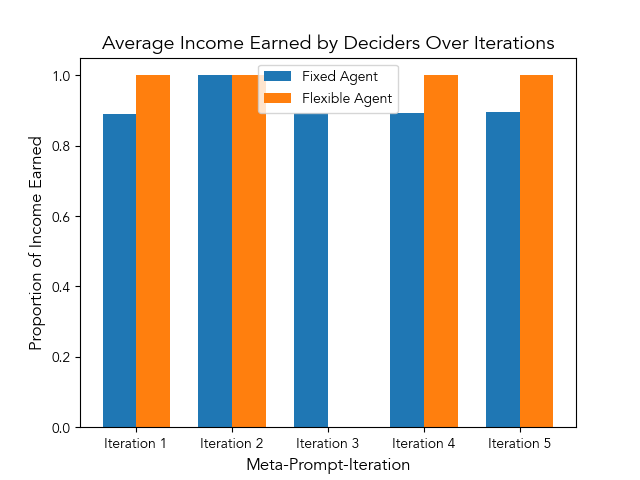 Average Income Earned by Deciders Over Iterations
Fixed Agent
Flexible Agent
Proportion of Income Earned
1.0
0.8
0.6
0.4
0.2
0.0
Iteration 1 Iteration 2 Iteration 3 Iteration 4 Iteration 5
Meta-Prompt-Iteration